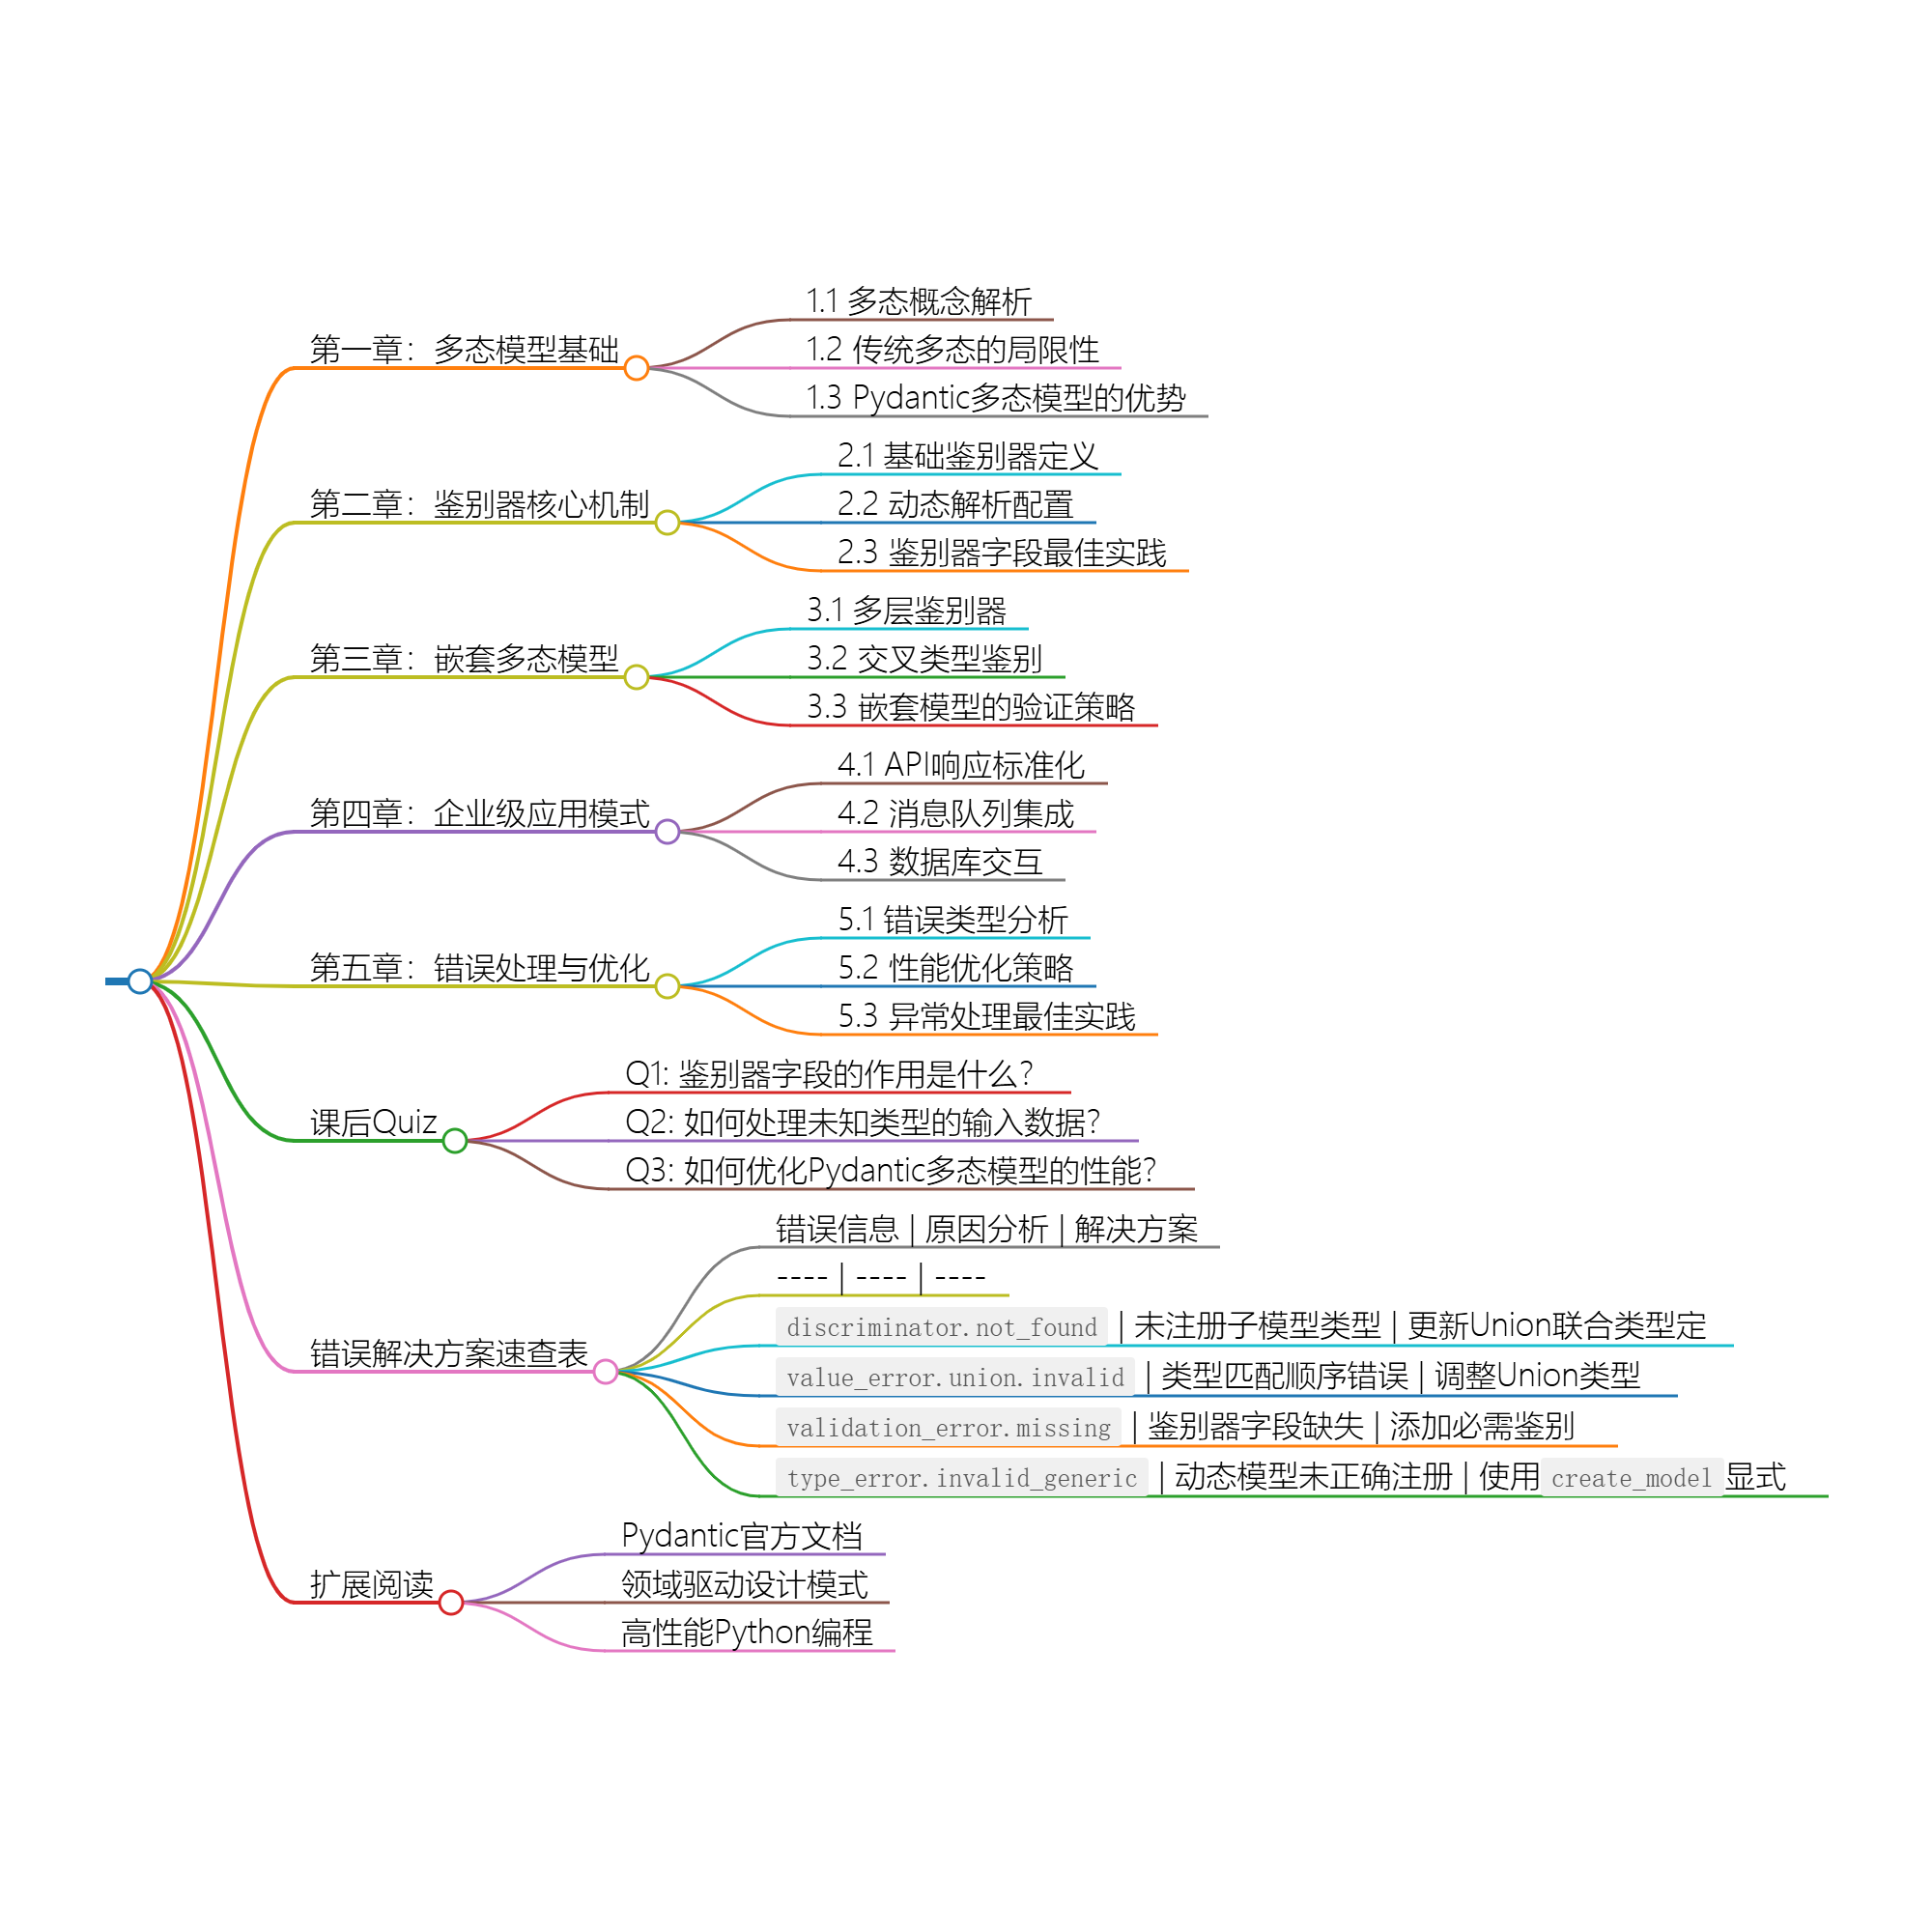 第一章：多态模型基础
1.1 多态概念解析
1.2 传统多态的局限性
1.3 Pydantic多态模型的优势
第二章：鉴别器核心机制
2.1 基础鉴别器定义
2.2 动态解析配置
2.3 鉴别器字段最佳实践
第三章：嵌套多态模型
3.1 多层鉴别器
3.2 交叉类型鉴别
3.3 嵌套模型的验证策略
第四章：企业级应用模式
4.1 API响应标准化
4.2 消息队列集成
4.3 数据库交互
第五章：错误处理与优化
5.1 错误类型分析
5.2 性能优化策略
5.3 异常处理最佳实践
课后Quiz
Q1: 鉴别器字段的作用是什么？
Q2: 如何处理未知类型的输入数据？
Q3: 如何优化Pydantic多态模型的性能？
错误解决方案速查表
错误信息 | 原因分析 | 解决方案
---- | ---- | ----
discriminator.not_found | 未注册子模型类型 | 更新Union联合类型定
value_error.union.invalid | 类型匹配顺序错误 | 调整Union类型
validation_error.missing | 鉴别器字段缺失 | 添加必需鉴别
type_error.invalid_generic | 动态模型未正确注册 | 使用create_model显式
扩展阅读
Pydantic官方文档
领域驱动设计模式
高性能Python编程